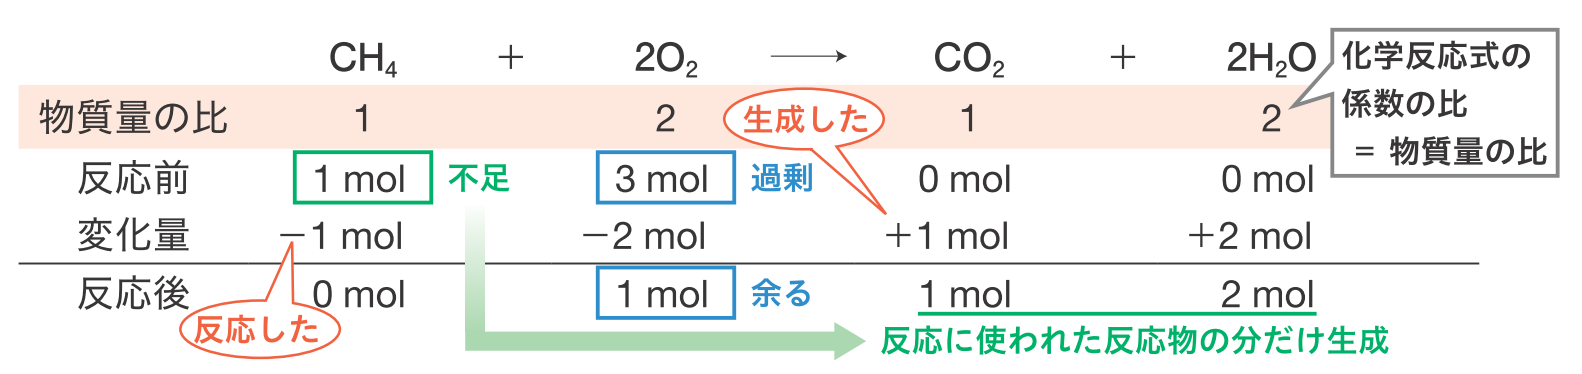 CH₄ + 2O₂ → CO₂ + 2H₂O
化学反応式の
係数の比
= 物質量の比
物質量の比 1 2 1 2
生成した
反応前 1 mol 不足 3 mol 過剰 0 mol 0 mol
変化量 −1 mol −2 mol +1 mol +2 mol
反応後 0 mol 1 mol 余る 1 mol 2 mol
反応した
反応に使われた反応物の分だけ生成